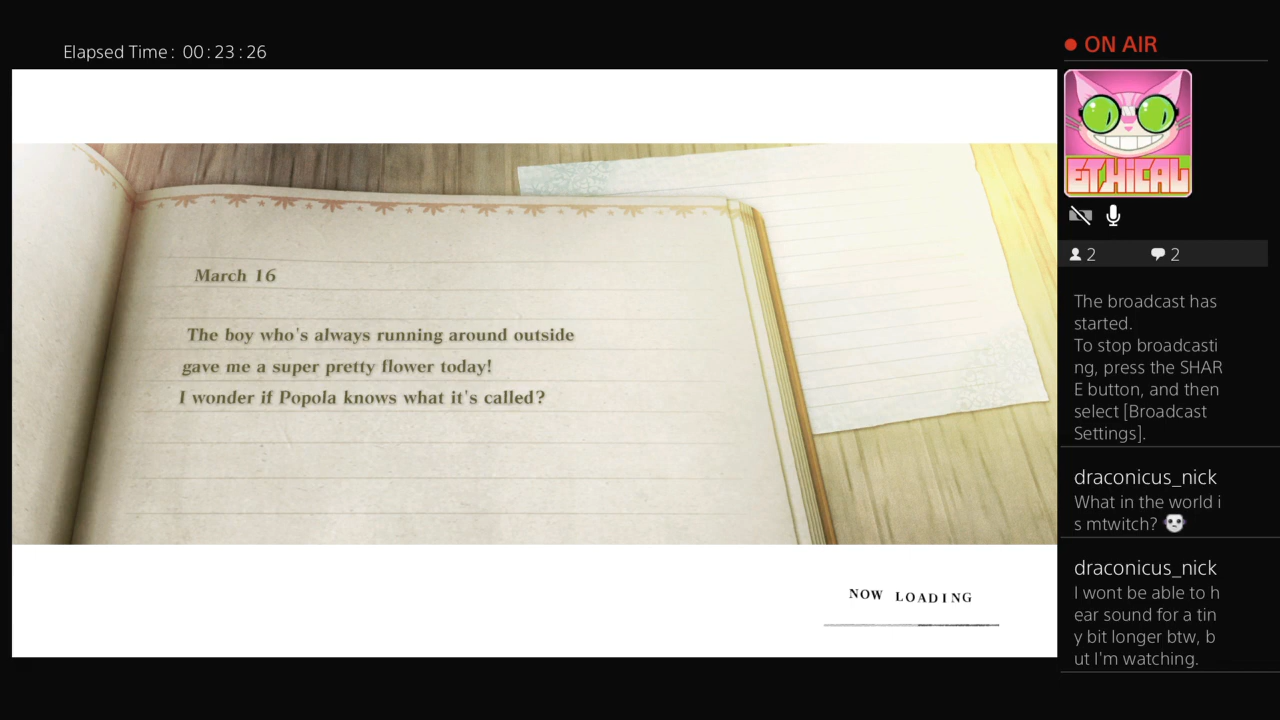 Elapsed Time: 00:23:26
ON AIR
ETHiCAL
2 2
The broadcast has
started.
To stop broadcasti
ng, press the SHAR
E button, and then
select [Broadcast
Settings].
draconicus_nick
What in the world i
s mtwitch?
draconicus_nick
I wont be able to h
ear sound for a tin
y bit longer btw, b
ut I'm watching.
March 16
The boy who's always running around outside
gave me a super pretty flower today!
I wonder if Popola knows what it's called?
NOW LOADING